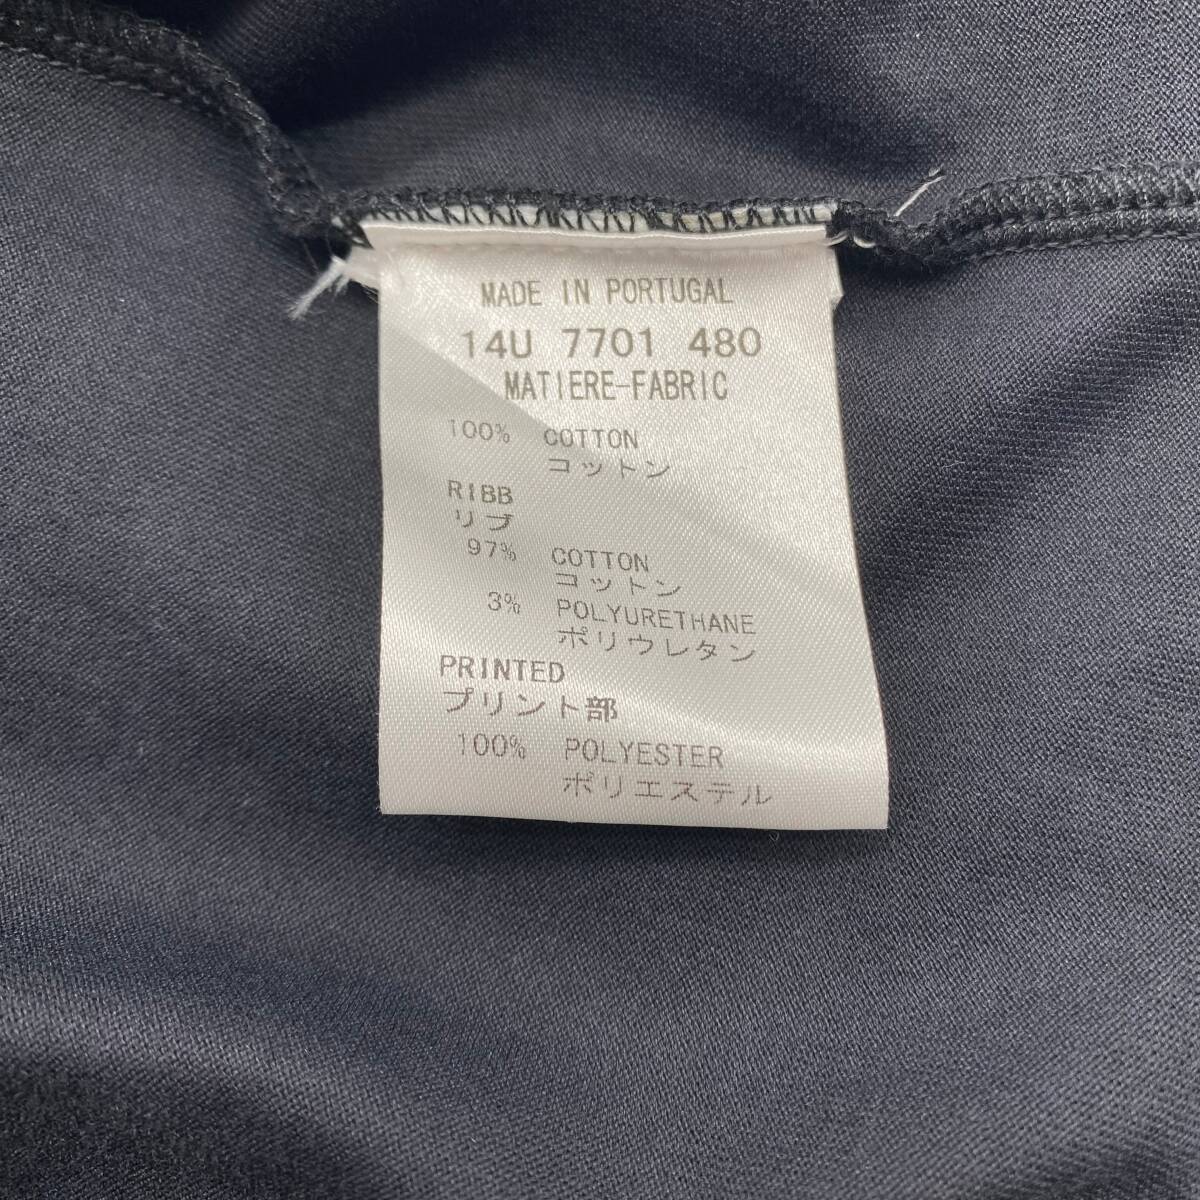 MADE IN PORTUGAL
14U 7701 480
MATIERE-FABRIC
100% COTTON
コットン
RIBB
リブ
97% COTTON
コットン
3% POLYURETHANE
ポリウレタン
PRINTED
プリント部
100% POLYESTER
ポリエステル